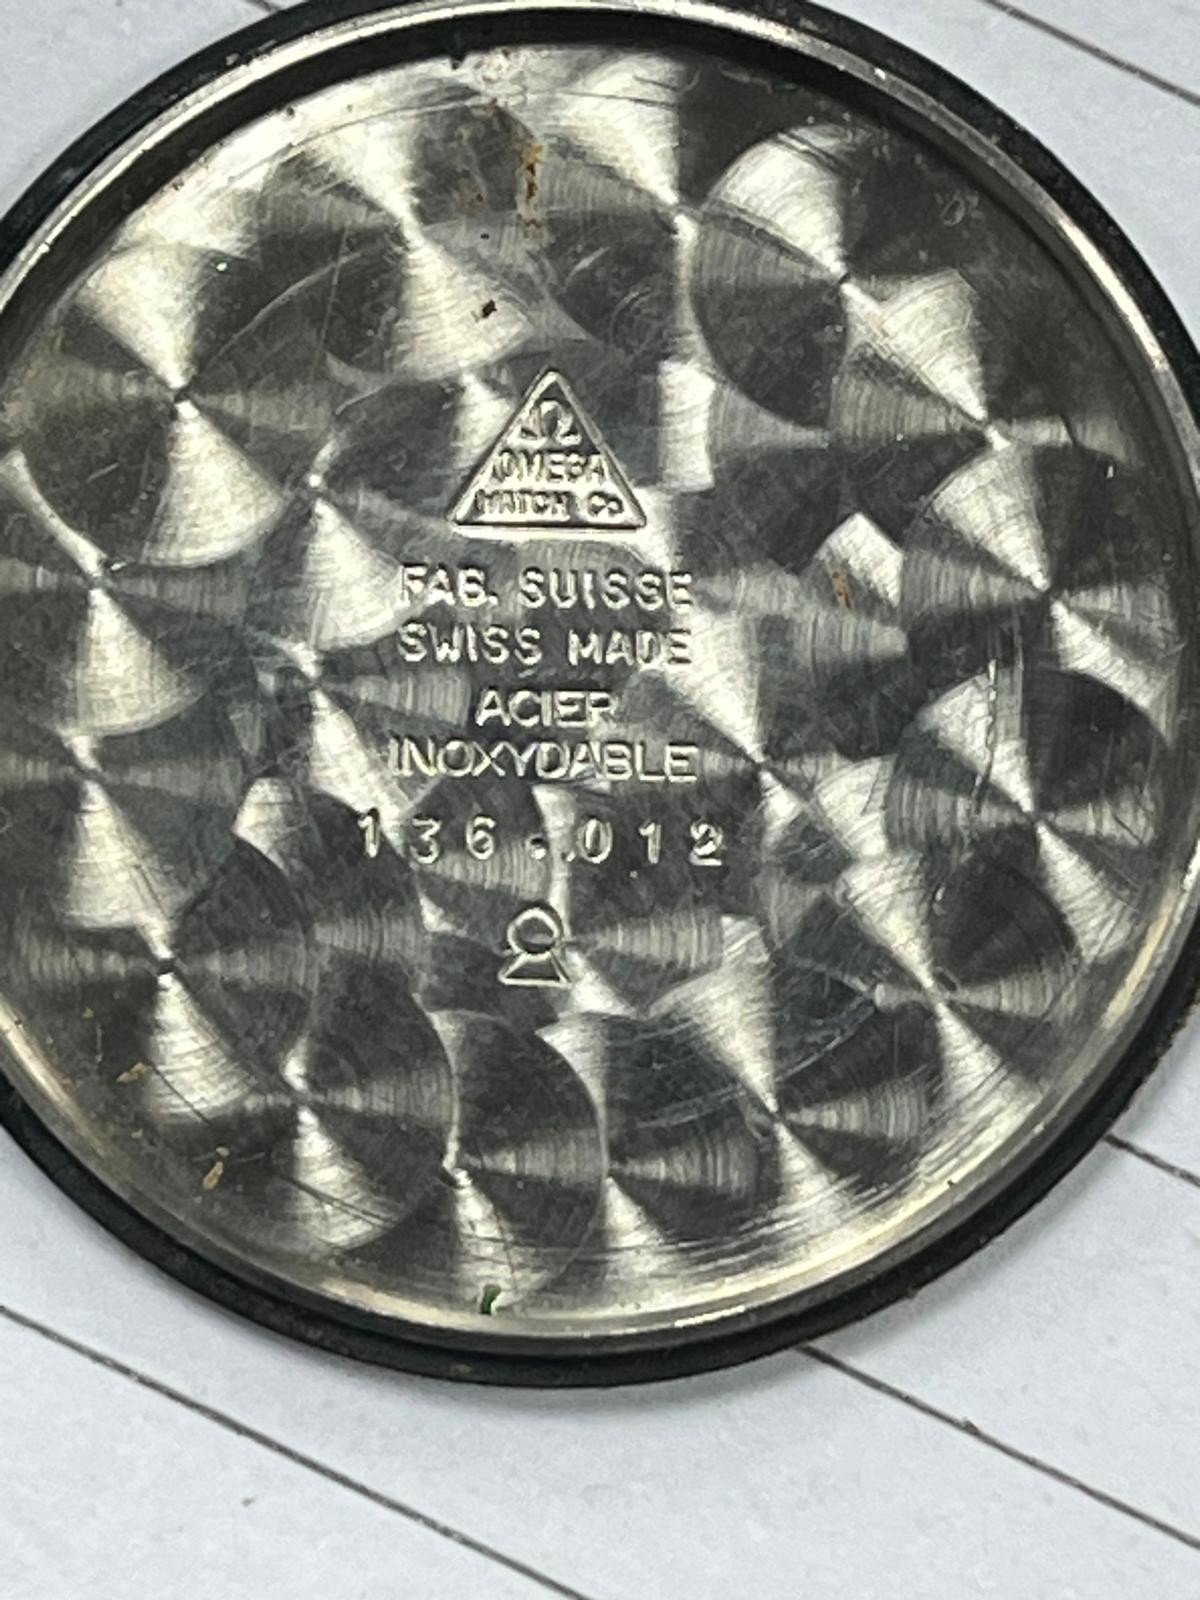 Ω
OMEGA
WATCH Co
FAB. SUISSE
SWISS MADE
ACIER
INOXYDABLE
136.012